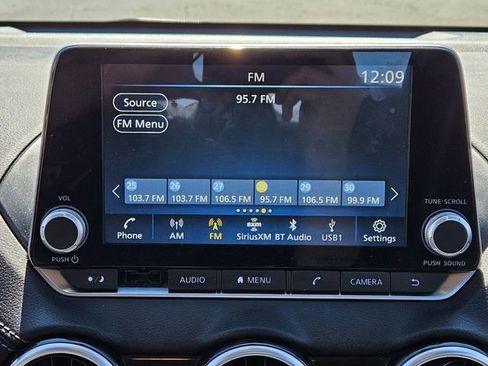 FM
12:09
Source
95.7 FM
FM Menu
25 26 27 28 29 30
103.7 FM 103.7 FM 106.5 FM 95.7 FM 106.5 FM 99.9 FM
VOL
TUNE•SCROLL
Phone AM FM SiriusXM BT Audio USB1 Settings
PUSH
PUSH SOUND
AUDIO MENU CAMERA